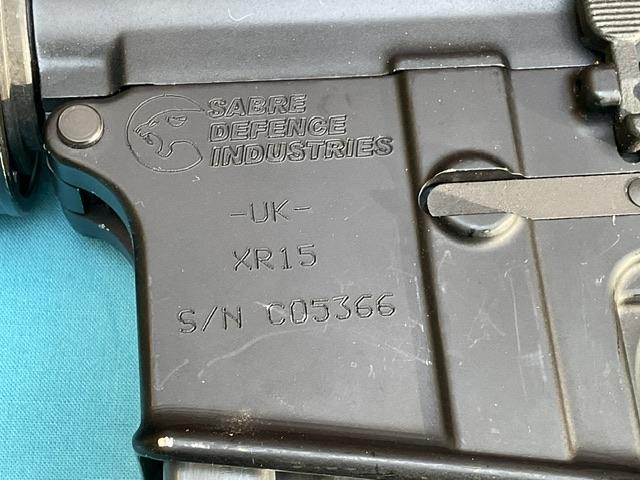 SABRE
DEFENCE
INDUSTRIES
-UK-
XR15
S/N C05366